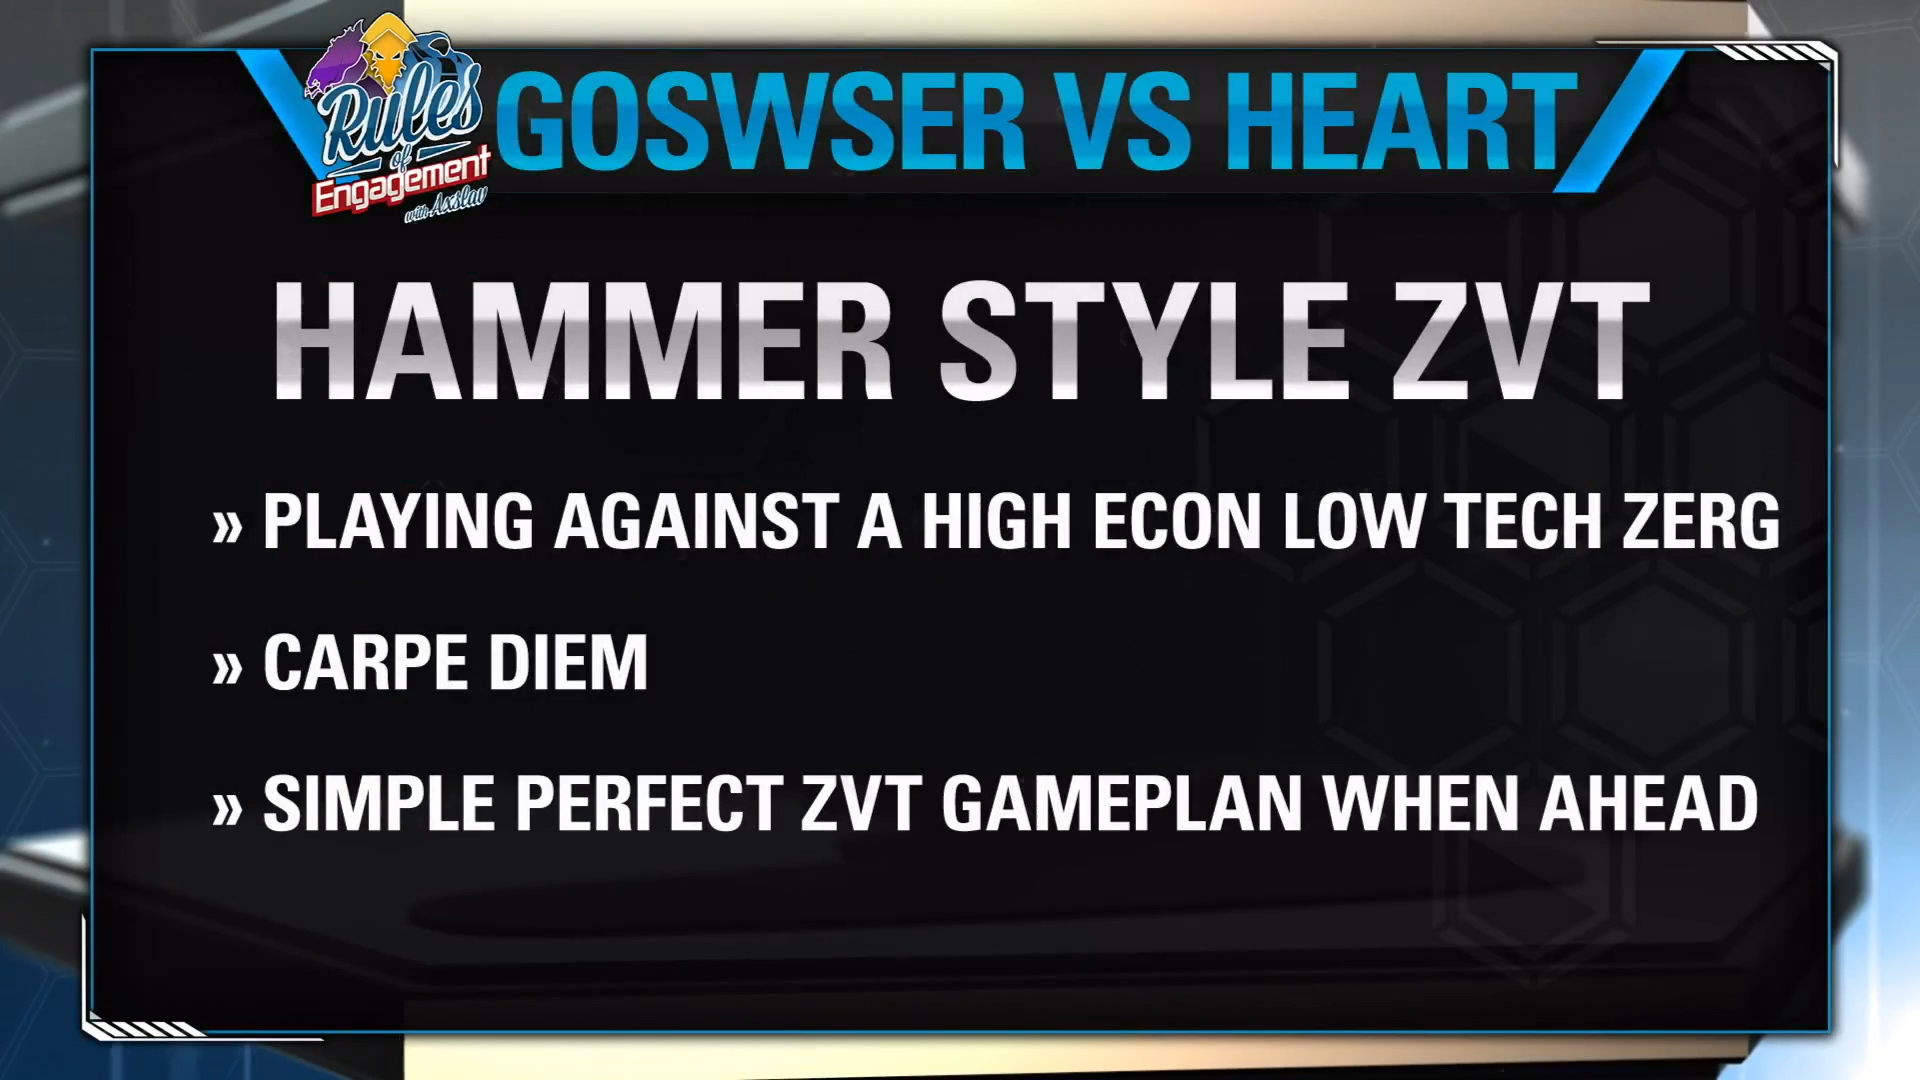 Rules
of
Engagement
with Axslav
GOSWSER VS HEART
HAMMER STYLE ZVT
» PLAYING AGAINST A HIGH ECON LOW TECH ZERG
» CARPE DIEM
» SIMPLE PERFECT ZVT GAMEPLAN WHEN AHEAD